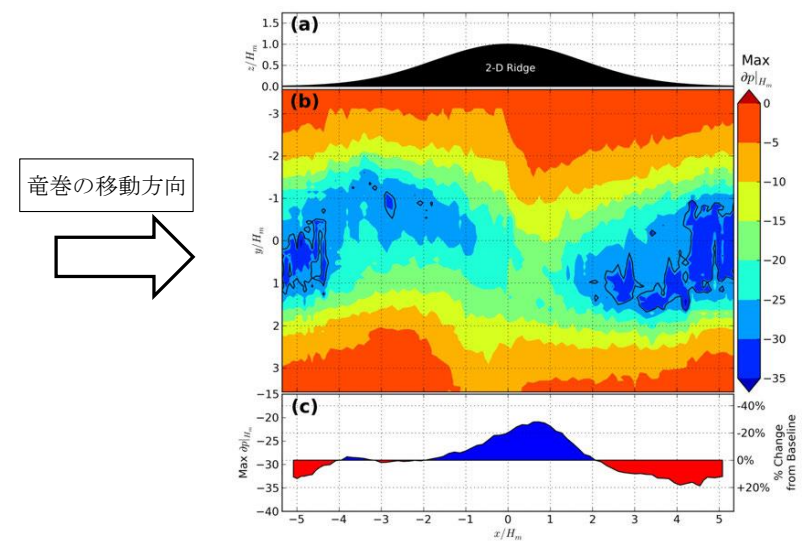 (a)
1.5
1.0
0.5
0.0
z/Hₘ
2-D Ridge
竜巻の移動方向
(b)
-3
-2
-1
0
1
2
3
y/Hₘ
Max
∂p|Hₘ
0
−5
−10
−15
−20
−25
−30
−35
(c)
−15
−20
−25
−30
−35
−40
Max ∂p|Hₘ
-40%
-20%
0%
+20%
% Change
from Baseline
−5 −4 −3 −2 −1 0 1 2 3 4 5
x/Hₘ